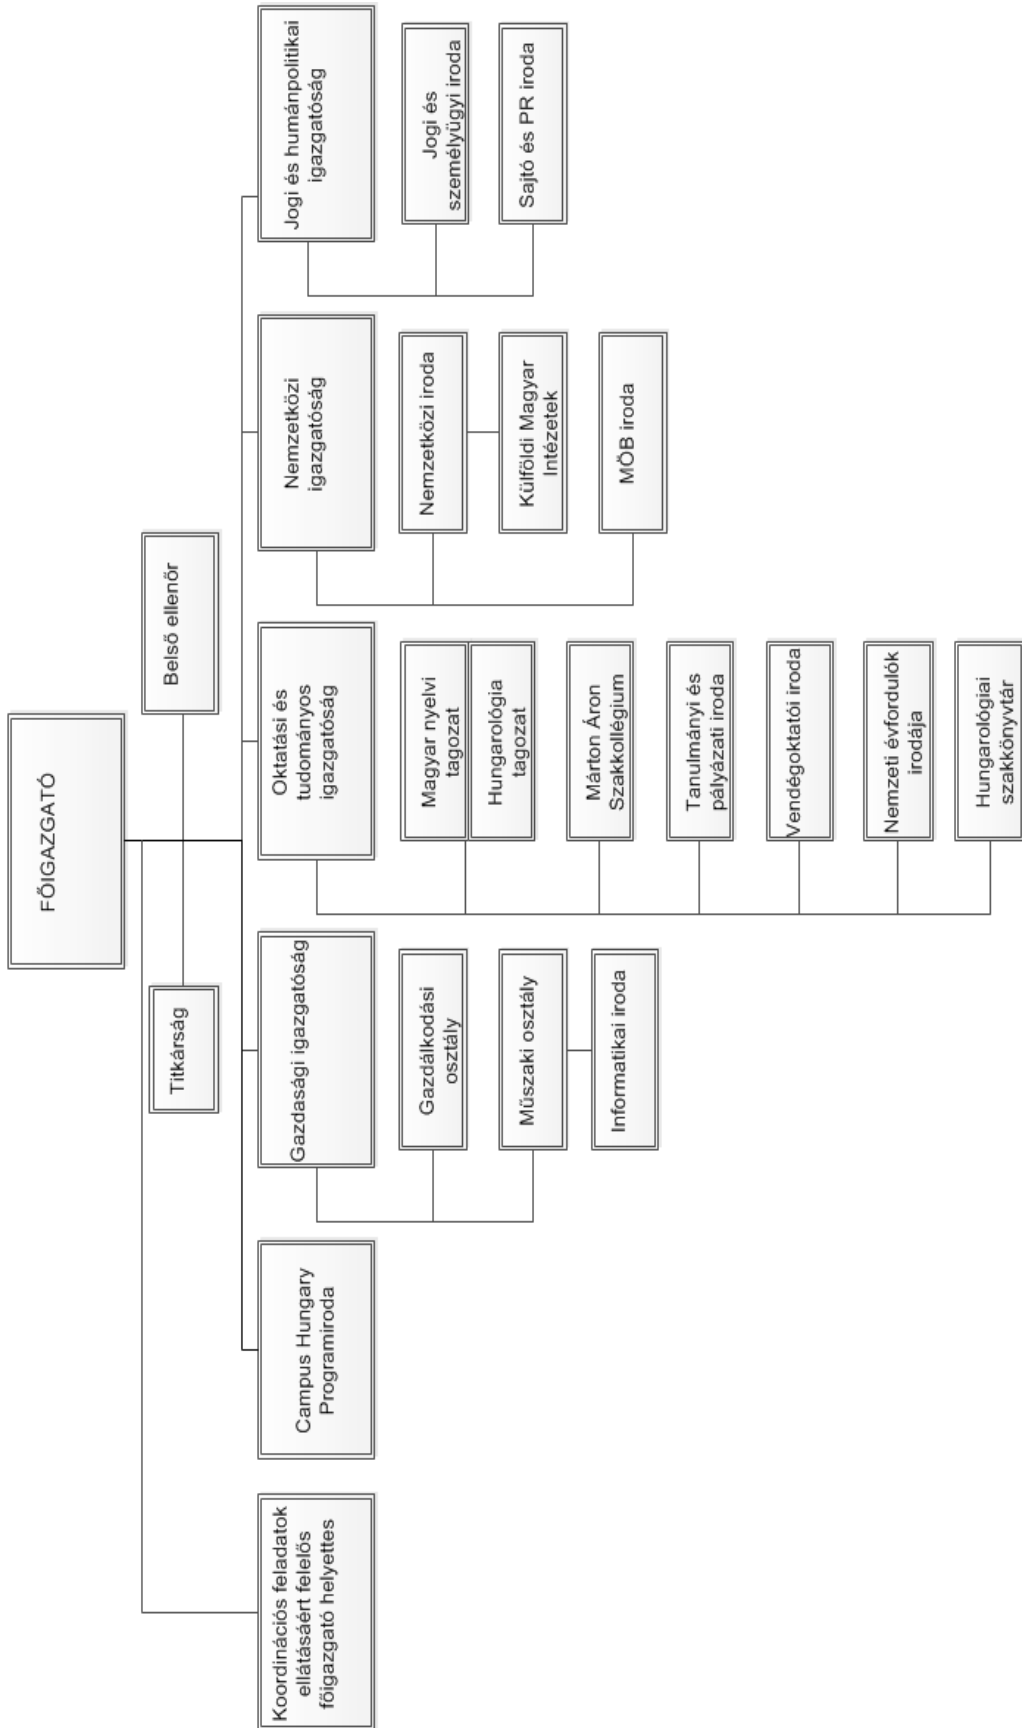 FŐIGAZGATÓ
Titkárság
Belső ellenőr
Koordinációs feladatok
ellátásáért felelős
főigazgató helyettes
Campus Hungary
Programiroda
Gazdasági igazgatóság
Gazdálkodási
osztály
Műszaki osztály
Informatikai iroda
Oktatási és
tudományos
igazgatóság
Magyar nyelvi
tagozat
Hungarológia
tagozat
Márton Áron
Szakkollégium
Tanulmányi és
pályázati iroda
Vendégoktatói iroda
Nemzeti évfordulók
irodája
Hungarológiai
szakkönyvtár
Nemzetközi
igazgatóság
Nemzetközi iroda
Külföldi Magyar
Intézetek
MÖB iroda
Jogi és humánpolitikai
igazgatóság
Jogi és
személyügyi iroda
Sajtó és PR iroda